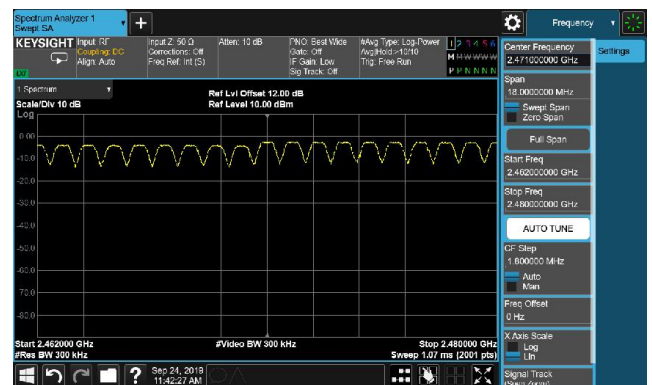 Spectrum Analyzer 1
Swept SA
Frequency
KEYSIGHT
Input: RF
Coupling: DC
Align: Auto
Input Z: 50 Ω
Corrections: Off
Freq Ref: Int (S)
Atten: 10 dB
PNO: Best Wide
Gate: Off
IF Gain: Low
Sig Track: Off
#Avg Type: Log-Power
Avg|Hold:>10/10
Trig: Free Run
1 2 3 4 5 6
M W W W W W
P P N N N N
Center Frequency
2.471000000 GHz
Settings
Span
18.0000000 MHz
Swept Span
Zero Span
Full Span
Start Freq
2.462000000 GHz
Stop Freq
2.480000000 GHz
AUTO TUNE
CF Step
1.800000 MHz
Auto
Man
Freq Offset
0 Hz
X Axis Scale
Log
Lin
Signal Track
(Span Zoom)
1 Spectrum
Scale/Div 10 dB
Log
Ref Lvl Offset 12.00 dB
Ref Level 10.00 dBm
0.00
-10.0
-20.0
-30.0
-40.0
-50.0
-60.0
-70.0
-80.0
Start 2.462000 GHz
#Res BW 300 kHz
#Video BW 300 kHz
Stop 2.480000 GHz
Sweep 1.07 ms (2001 pts)
Sep 24, 2019
11:42:27 AM